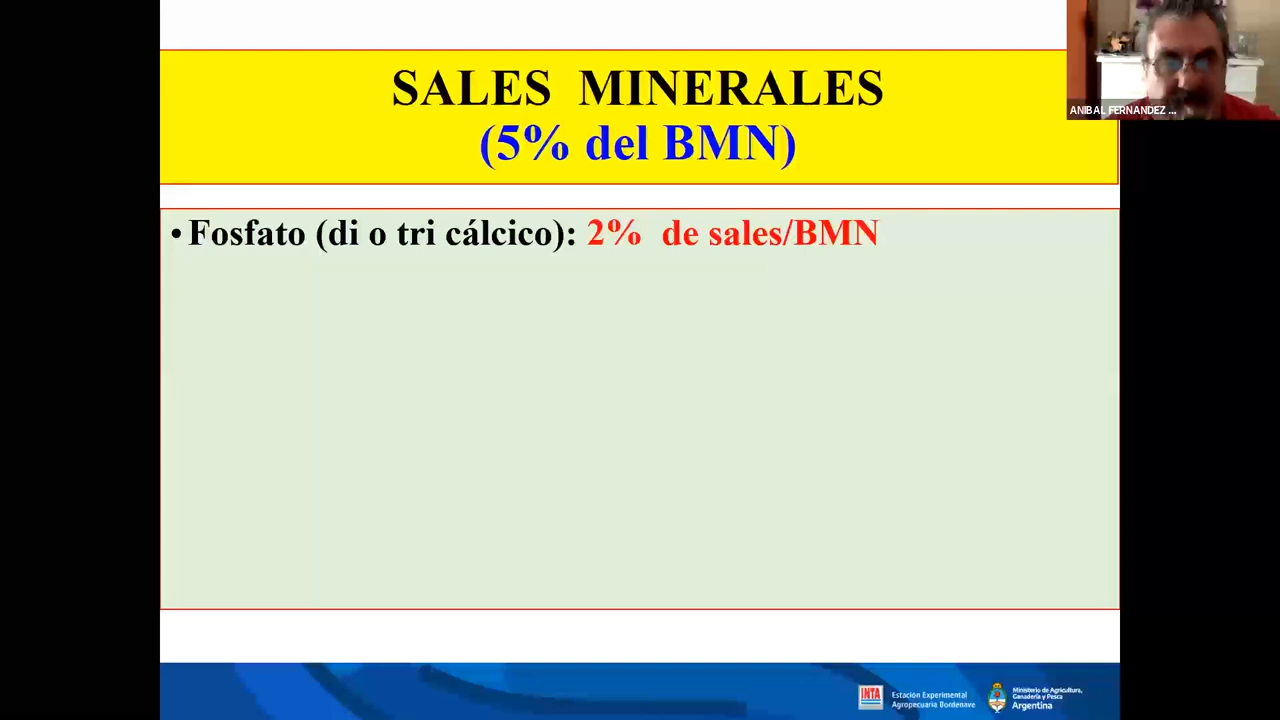 SALES MINERALES
(5% del BMN)
• Fosfato (di o tri cálcico): 2% de sales/BMN
ANIBAL FERNANDEZ ...
INTA
Estación Experimental
Agropecuaria Bordenave
Ministerio de Agricultura,
Ganadería y Pesca
Argentina